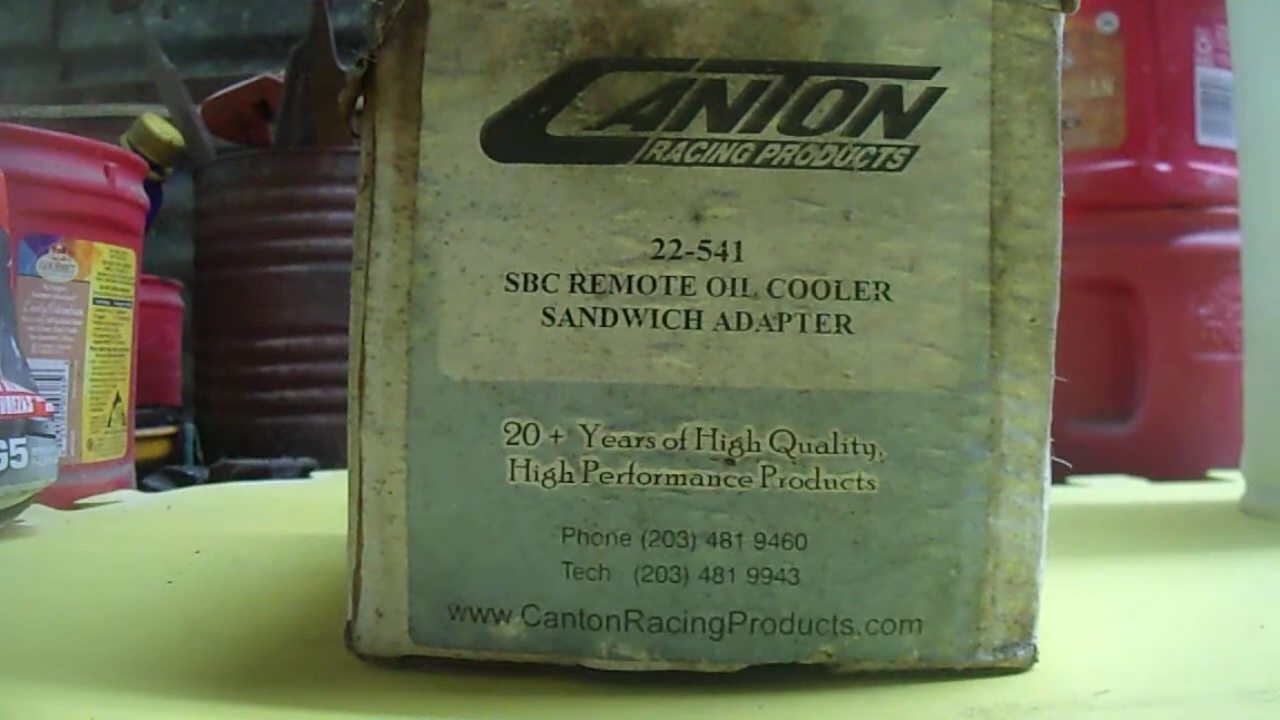 CANTON
RACING PRODUCTS
22-541
SBC REMOTE OIL COOLER
SANDWICH ADAPTER
20 + Years of High Quality,
High Performance Products
Phone (203) 481 9460
Tech (203) 481 9943
www.CantonRacingProducts.com